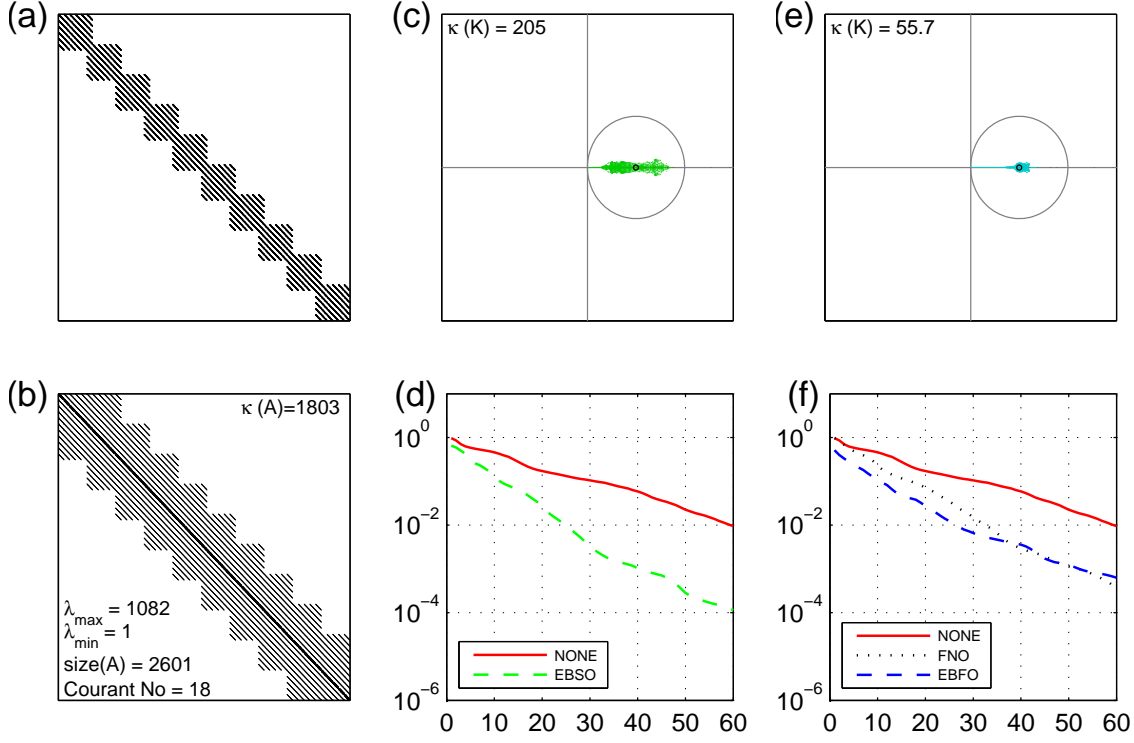 (a)
(c)
κ (K) = 205
(e)
κ (K) = 55.7
(b)
κ (A)=1803
λmax = 1082
λmin = 1
size(A) = 2601
Courant No = 18
(d)
10^0
10^-2
10^-4
10^-6
0 10 20 30 40 50 60
NONE
EBSO
(f)
10^0
10^-2
10^-4
10^-6
0 10 20 30 40 50 60
NONE
FNO
EBFO